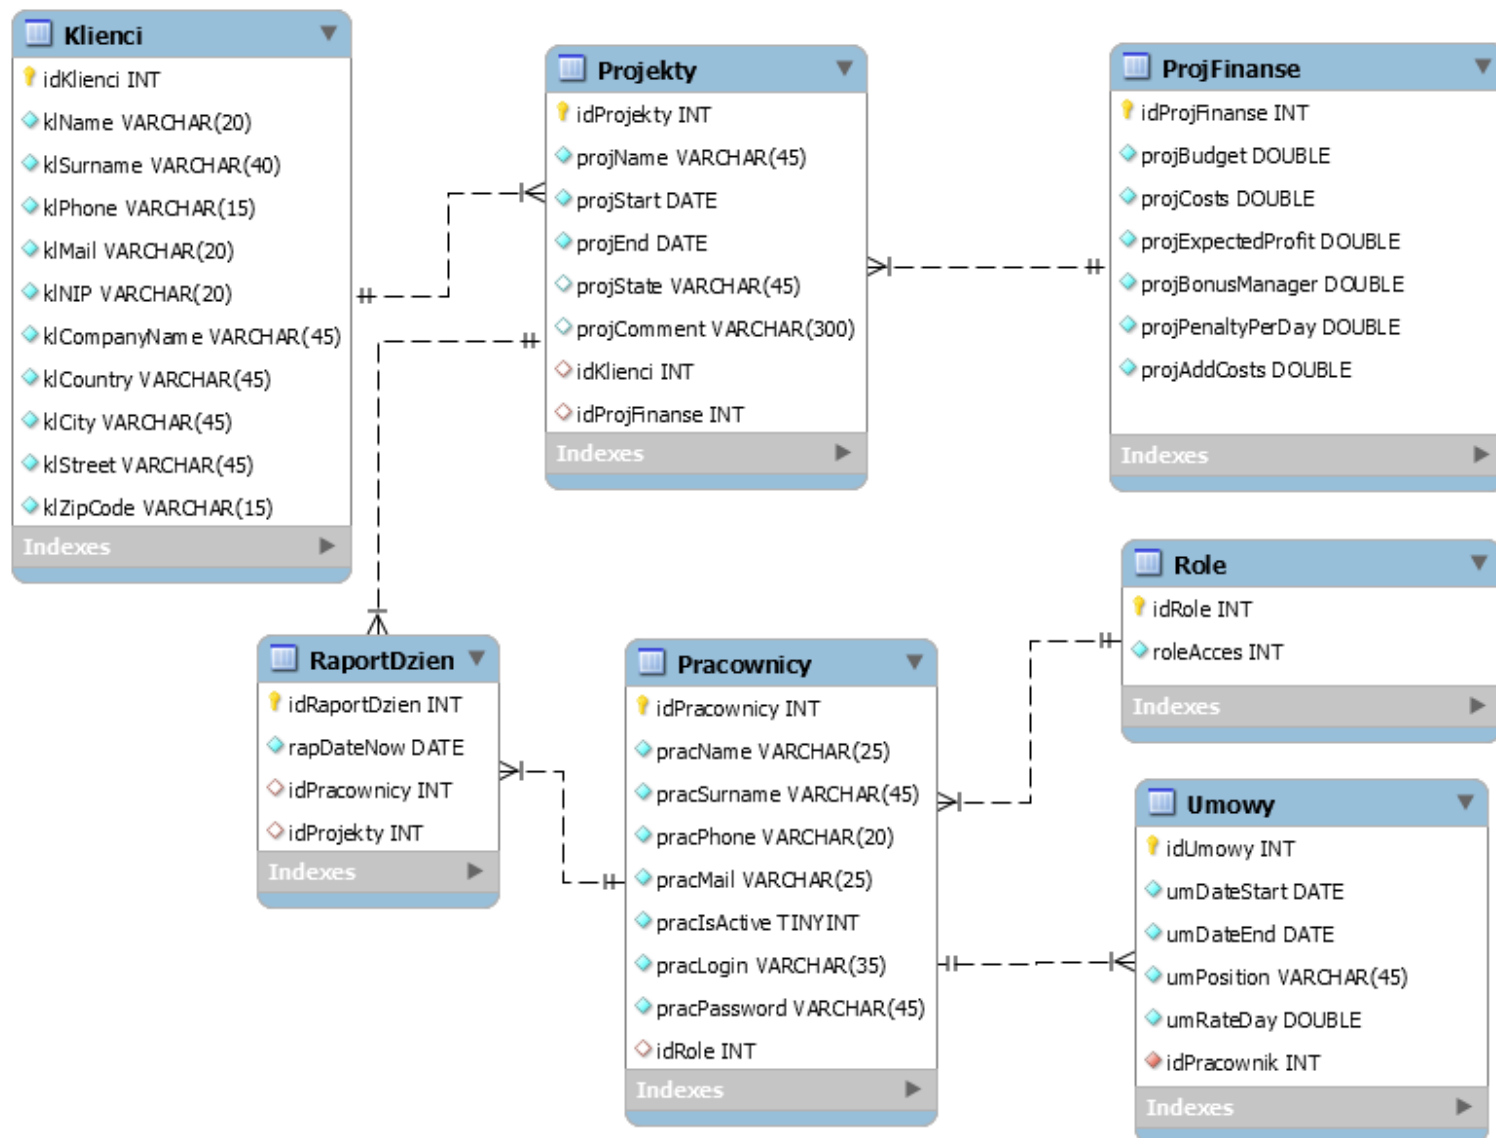 Klienci
idKlienci INT
klName VARCHAR(20)
klSurname VARCHAR(40)
klPhone VARCHAR(15)
klMail VARCHAR(20)
klNIP VARCHAR(20)
klCompanyName VARCHAR(45)
klCountry VARCHAR(45)
klCity VARCHAR(45)
klStreet VARCHAR(45)
klZipCode VARCHAR(15)
Indexes
Projekty
idProjekty INT
projName VARCHAR(45)
projStart DATE
projEnd DATE
projState VARCHAR(45)
projComment VARCHAR(300)
idKlienci INT
idProjFinanse INT
Indexes
ProjFinanse
idProjFinanse INT
projBudget DOUBLE
projCosts DOUBLE
projExpectedProfit DOUBLE
projBonusManager DOUBLE
projPenaltyPerDay DOUBLE
projAddCosts DOUBLE
Indexes
RaportDzien
idRaportDzien INT
rapDateNow DATE
idPracownicy INT
idProjekty INT
Indexes
Pracownicy
idPracownicy INT
pracName VARCHAR(25)
pracSurname VARCHAR(45)
pracPhone VARCHAR(20)
pracMail VARCHAR(25)
pracIsActive TINYINT
pracLogin VARCHAR(35)
pracPassword VARCHAR(45)
idRole INT
Indexes
Role
idRole INT
roleAcces INT
Indexes
Umowy
idUmowy INT
umDateStart DATE
umDateEnd DATE
umPosition VARCHAR(45)
umRateDay DOUBLE
idPracownik INT
Indexes